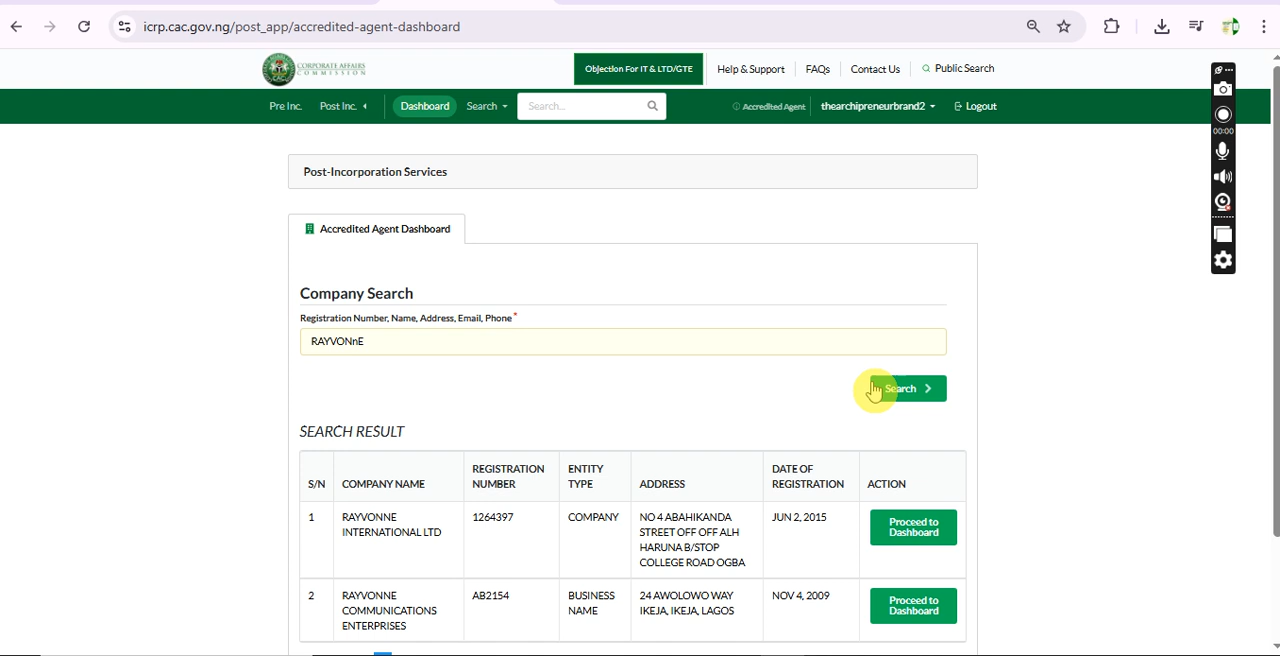 icrp.cac.gov.ng/post_app/accredited-agent-dashboard
CORPORATE AFFAIRS
COMMISSION
Objection For IT & LTD/GTE
Help & Support
FAQs
Contact Us
Public Search
Pre Inc.
Post Inc.
Dashboard
Search
Search...
Accredited Agent
thearchipreneurbrand2
Logout
00:00
Post-Incorporation Services
Accredited Agent Dashboard
Company Search
Registration Number, Name, Address, Email, Phone*
RAYVONnE
Search
SEARCH RESULT
S/N
COMPANY NAME
REGISTRATION
NUMBER
ENTITY
TYPE
ADDRESS
DATE OF
REGISTRATION
ACTION
1
RAYVONNE
INTERNATIONAL LTD
1264397
COMPANY
NO 4 ABAHIKANDA
STREET OFF OFF ALH
HARUNA B/STOP
COLLEGE ROAD OGBA
JUN 2, 2015
Proceed to
Dashboard
2
RAYVONNE
COMMUNICATIONS
ENTERPRISES
AB2154
BUSINESS
NAME
24 AWOLOWO WAY
IKEJA, IKEJA, LAGOS
NOV 4, 2009
Proceed to
Dashboard